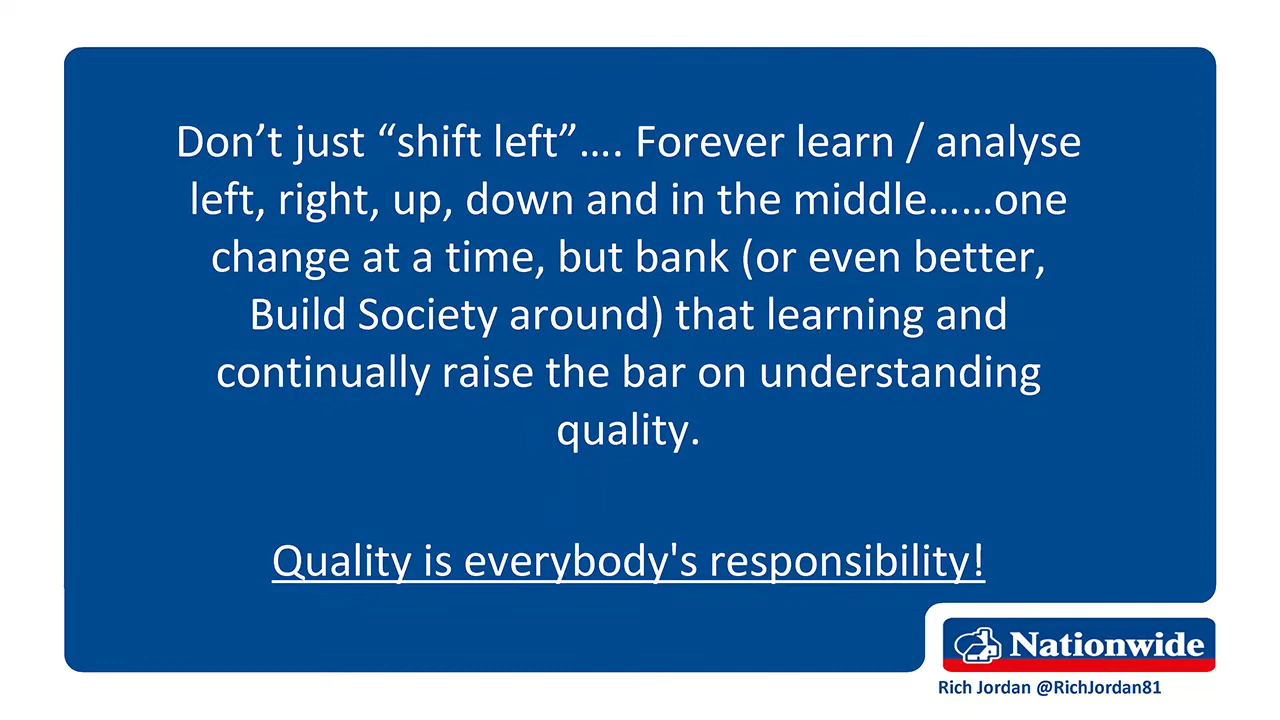 Don’t just “shift left”…. Forever learn / analyse
left, right, up, down and in the middle……one
change at a time, but bank (or even better,
Build Society around) that learning and
continually raise the bar on understanding
quality.
Quality is everybody's responsibility!
Nationwide
Rich Jordan @RichJordan81